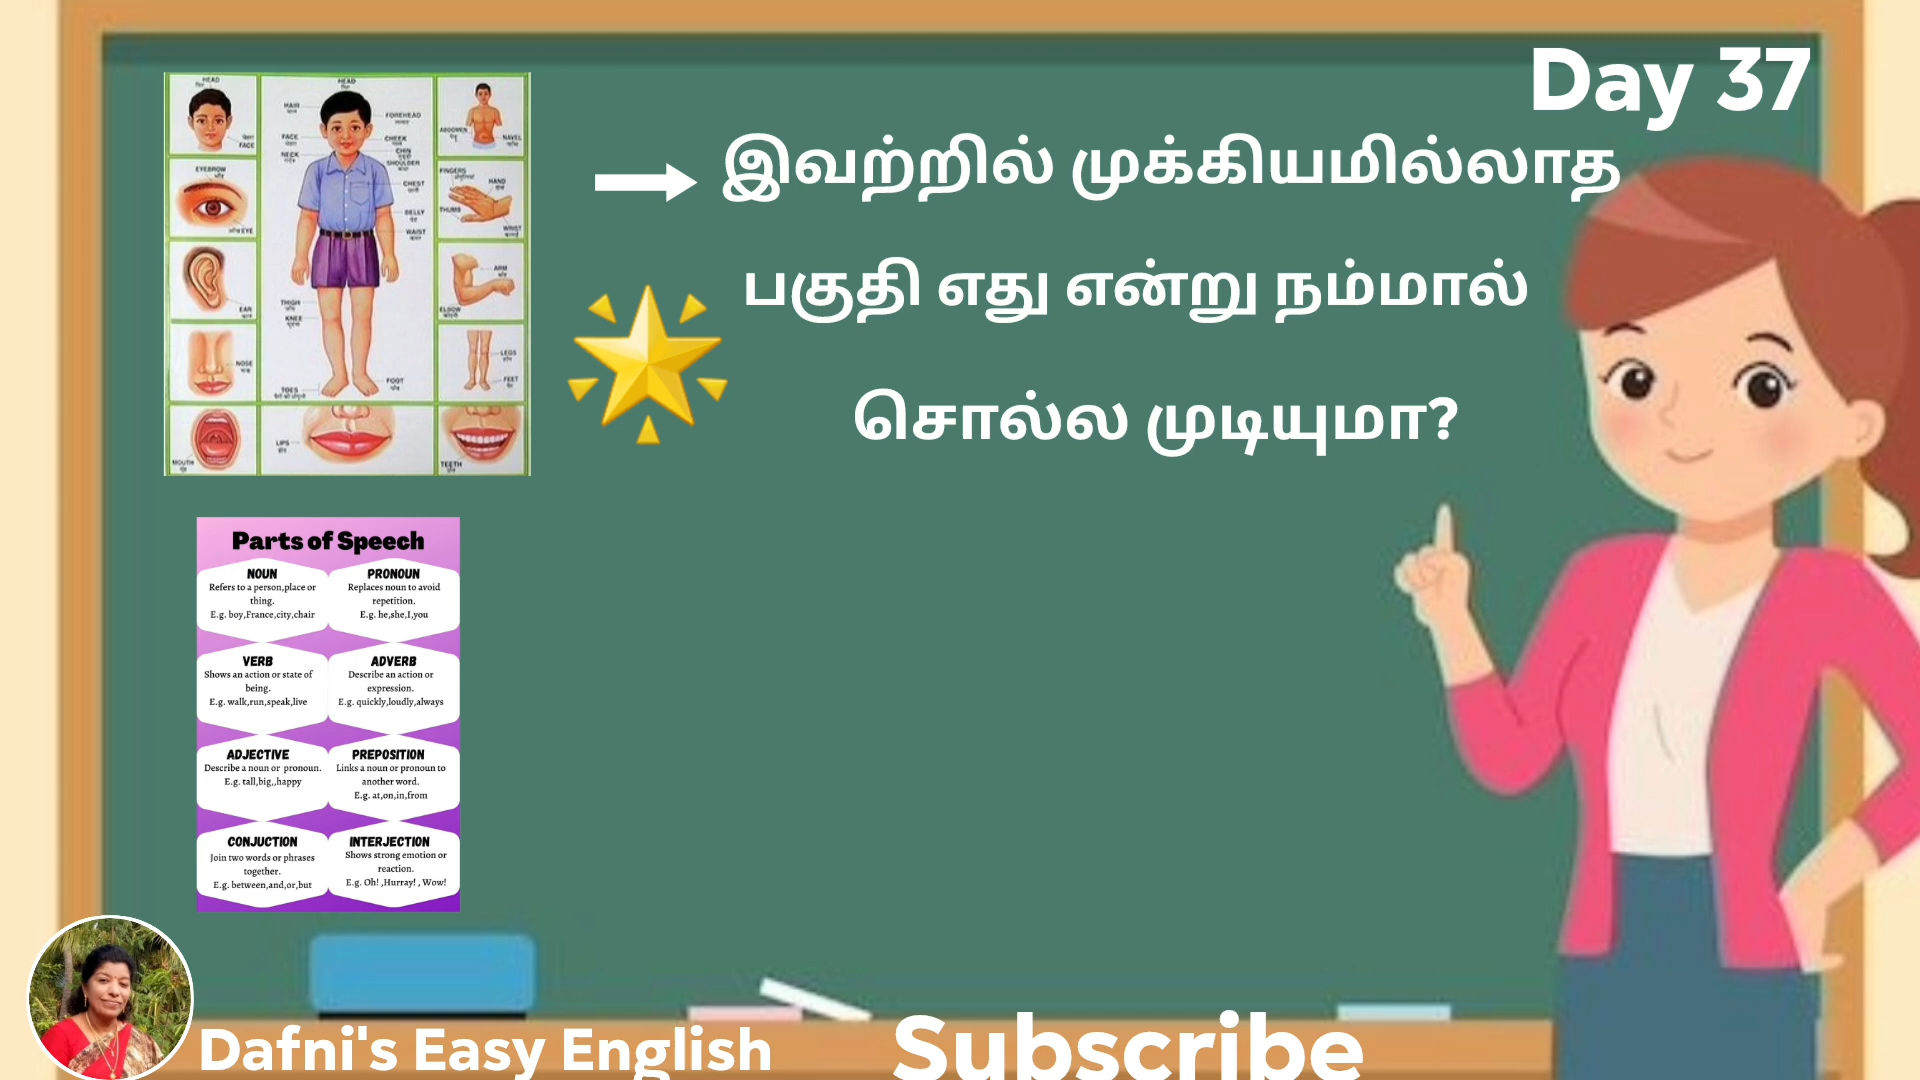 Day 37
இவற்றில் முக்கியமில்லாத
பகுதி எது என்று நம்மால்
சொல்ல முடியுமா?
HEAD
FACE
EYEBROW
EYE
EAR
NOSE
MOUTH
HEAD
HAIR
FOREHEAD
FACE
CHEEK
NECK
CHIN
SHOULDER
CHEST
BELLY
WAIST
THIGH
KNEE
TOES
FOOT
LIPS
ABDOMEN
NAVEL
FINGERS
HAND
THUMB
WRIST
ARM
ELBOW
LEGS
FEET
TEETH
Parts of Speech
NOUN
Refers to a person,place or
thing.
E.g. boy,France,city,chair
PRONOUN
Replaces noun to avoid
repetition.
E.g. he,she,I,you
VERB
Shows an action or state of
being.
E.g. walk,run,speak,live
ADVERB
Describe an action or
expression.
E.g. quickly,loudly,always
ADJECTIVE
Describe a noun or pronoun.
E.g. tall,big,,happy
PREPOSITION
Links a noun or pronoun to
another word.
E.g. at,on,in,from
CONJUCTION
Join two words or phrases
together.
E.g. between,and,or,but
INTERJECTION
Shows strong emotion or
reaction.
E.g. Oh! ,Hurray! , Wow!
Dafni's Easy English
Subscribe